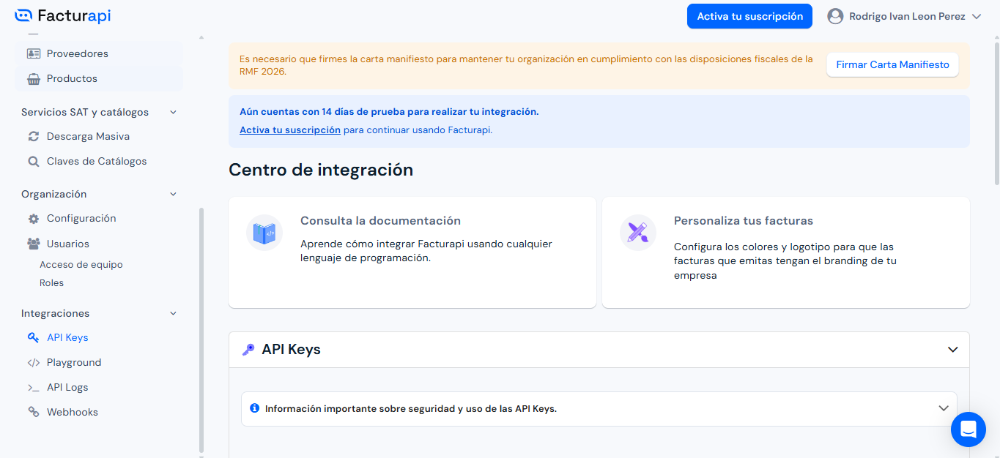 Facturapi
Activa tu suscripción
Rodrigo Ivan Leon Perez
Proveedores
Productos
Servicios SAT y catálogos
Descarga Masiva
Claves de Catálogos
Organización
Configuración
Usuarios
Acceso de equipo
Roles
Integraciones
API Keys
Playground
API Logs
Webhooks
Es necesario que firmes la carta manifiesto para mantener tu organización en cumplimiento con las disposiciones fiscales de la
RMF 2026.
Firmar Carta Manifiesto
Aún cuentas con 14 días de prueba para realizar tu integración.
Activa tu suscripción para continuar usando Facturapi.
Centro de integración
Consulta la documentación
Aprende cómo integrar Facturapi usando cualquier
lenguaje de programación.
Personaliza tus facturas
Configura los colores y logotipo para que las
facturas que emitas tengan el branding de tu
empresa
API Keys
Información importante sobre seguridad y uso de las API Keys.